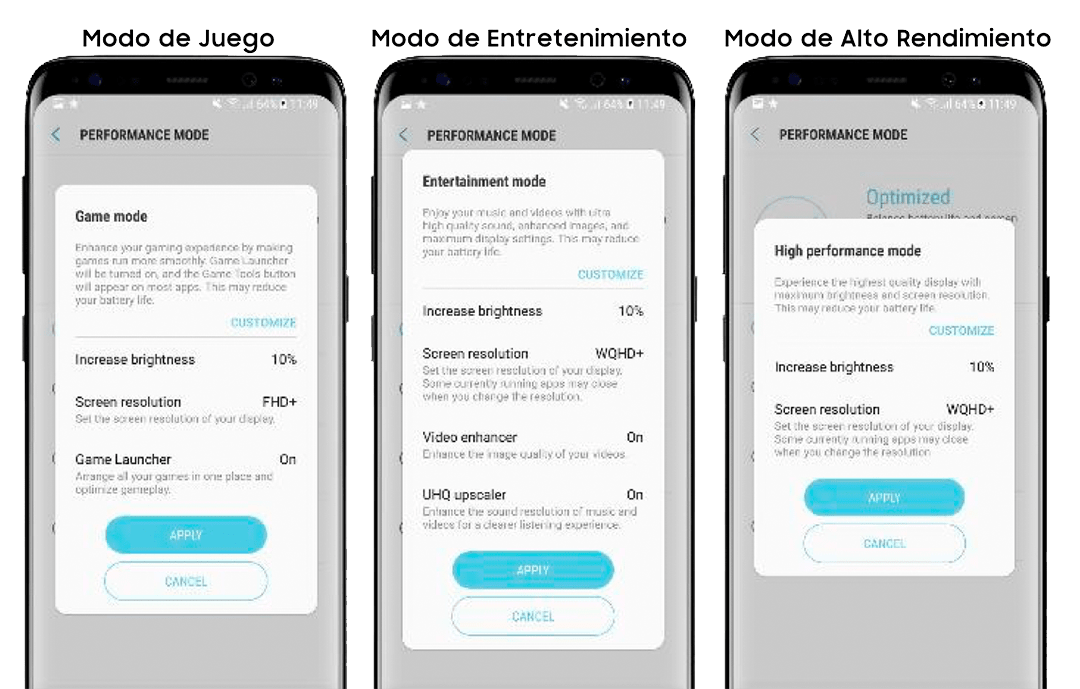 Modo de Juego
64% 11:49
PERFORMANCE MODE
Game mode
Enhance your gaming experience by making
games run more smoothly. Game Launcher
will be turned on, and the Game Tools button
will appear on most apps. This may reduce
your battery life.
CUSTOMIZE
Increase brightness 10%
Screen resolution FHD+
Set the screen resolution of your display.
Game Launcher On
Arrange all your games in one place and
optimize gameplay.
APPLY
CANCEL
Modo de Entretenimiento
64% 11:49
PERFORMANCE MODE
Entertainment mode
Enjoy your music and videos with ultra
high quality sound, enhanced images, and
maximum display settings. This may reduce
your battery life.
CUSTOMIZE
Increase brightness 10%
Screen resolution WQHD+
Set the screen resolution of your display.
Some currently running apps may close
when you change the resolution.
Video enhancer On
Enhance the image quality of your videos.
UHQ upscaler On
Enhance the sound resolution of music and
videos for a clearer listening experience.
APPLY
CANCEL
Modo de Alto Rendimiento
64% 11:49
PERFORMANCE MODE
Optimized
Balance battery life and screen
High performance mode
Experience the highest quality display with
maximum brightness and screen resolution.
This may reduce your battery life.
CUSTOMIZE
Increase brightness 10%
Screen resolution WQHD+
Set the screen resolution of your display.
Some currently running apps may close
when you change the resolution.
APPLY
CANCEL